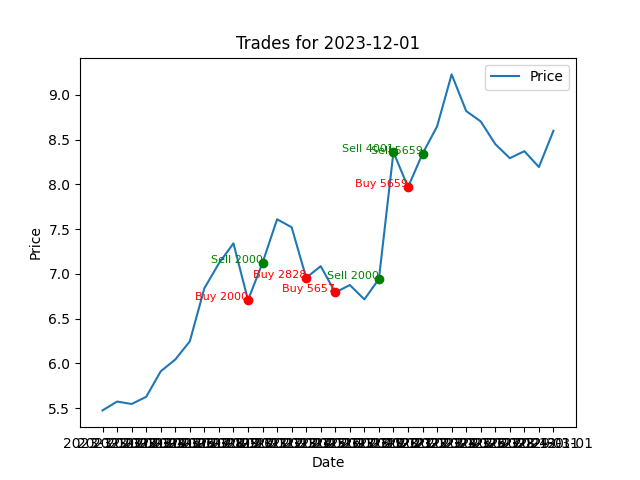 Trades for 2023-12-01
Price
9.0
8.5
8.0
7.5
7.0
6.5
6.0
5.5
Price
Sell 4001
Sell 5659
Buy 5659
Sell 2000
Buy 2828
Sell 2000
Buy 5657
Buy 2000
Date